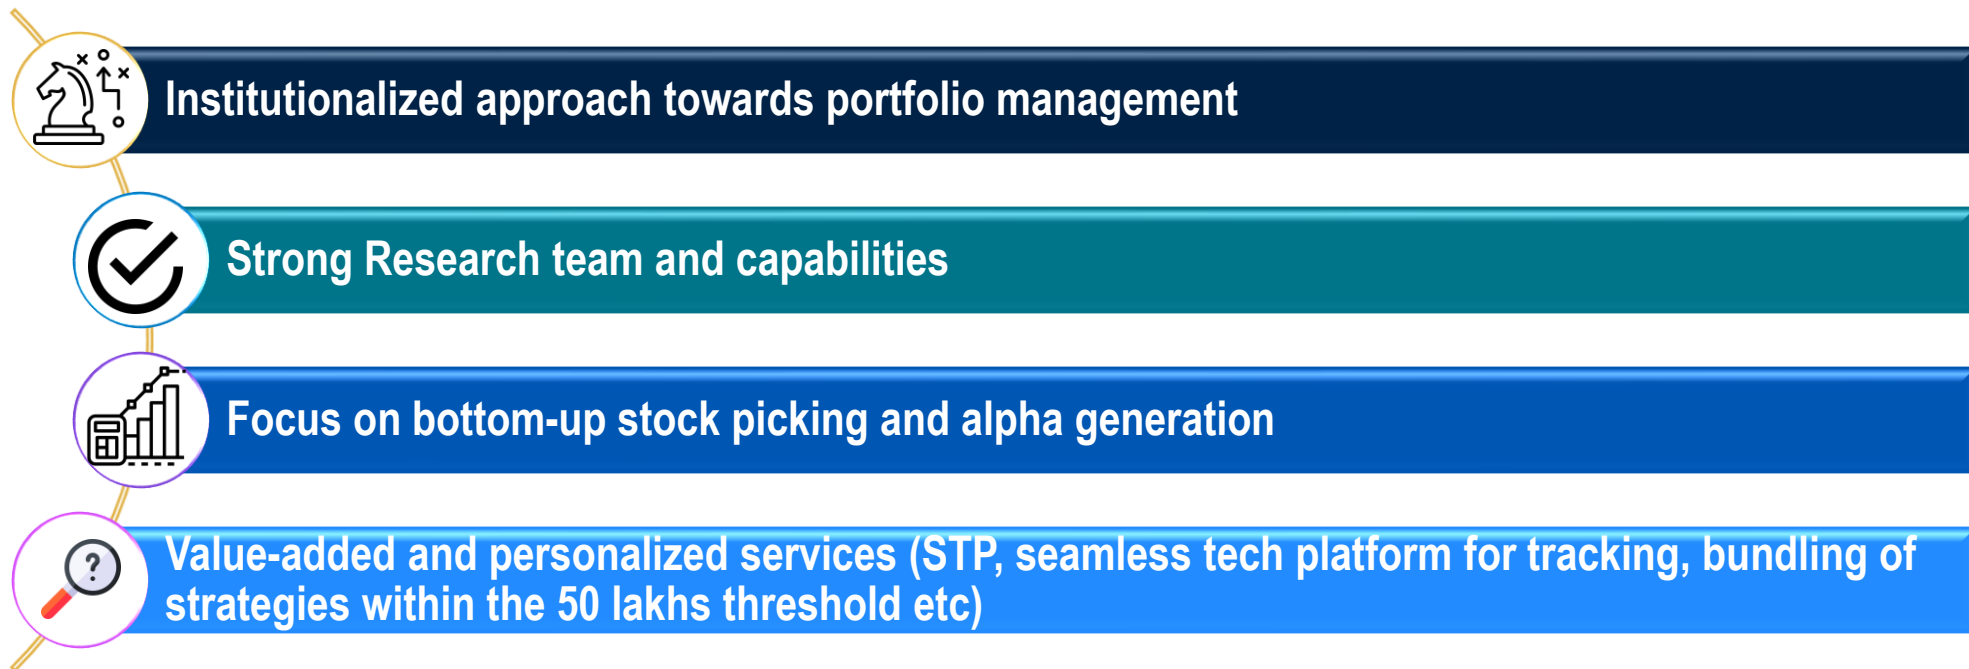 Institutionalized approach towards portfolio management
Strong Research team and capabilities
Focus on bottom-up stock picking and alpha generation
Value-added and personalized services (STP, seamless tech platform for tracking, bundling of
strategies within the 50 lakhs threshold etc)